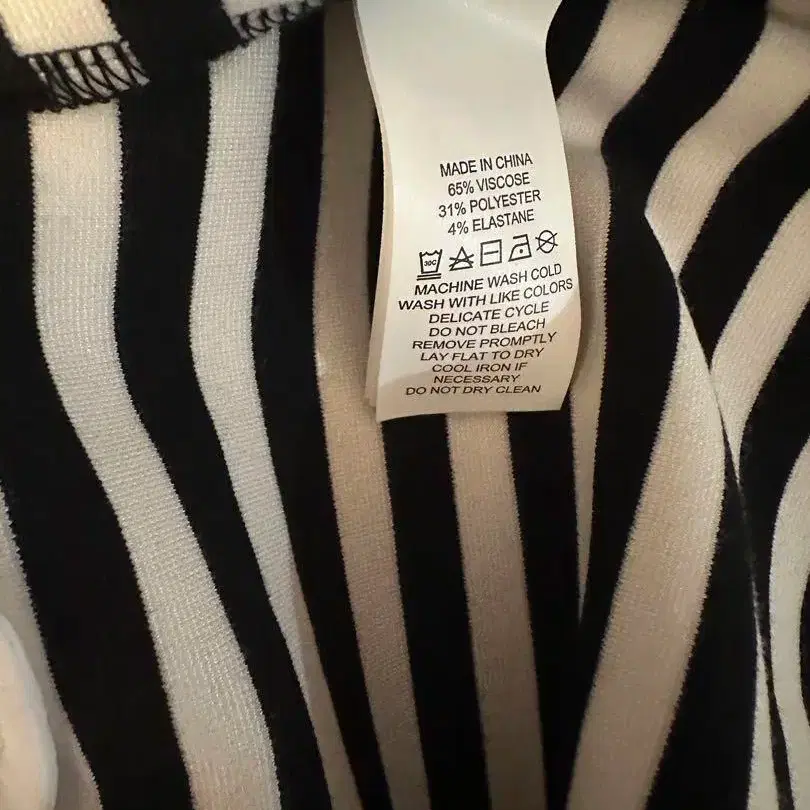 MADE IN CHINA
65% VISCOSE
31% POLYESTER
4% ELASTANE
30C
MACHINE WASH COLD
WASH WITH LIKE COLORS
DELICATE CYCLE
DO NOT BLEACH
REMOVE PROMPTLY
LAY FLAT TO DRY
COOL IRON IF
NECESSARY
DO NOT DRY CLEAN